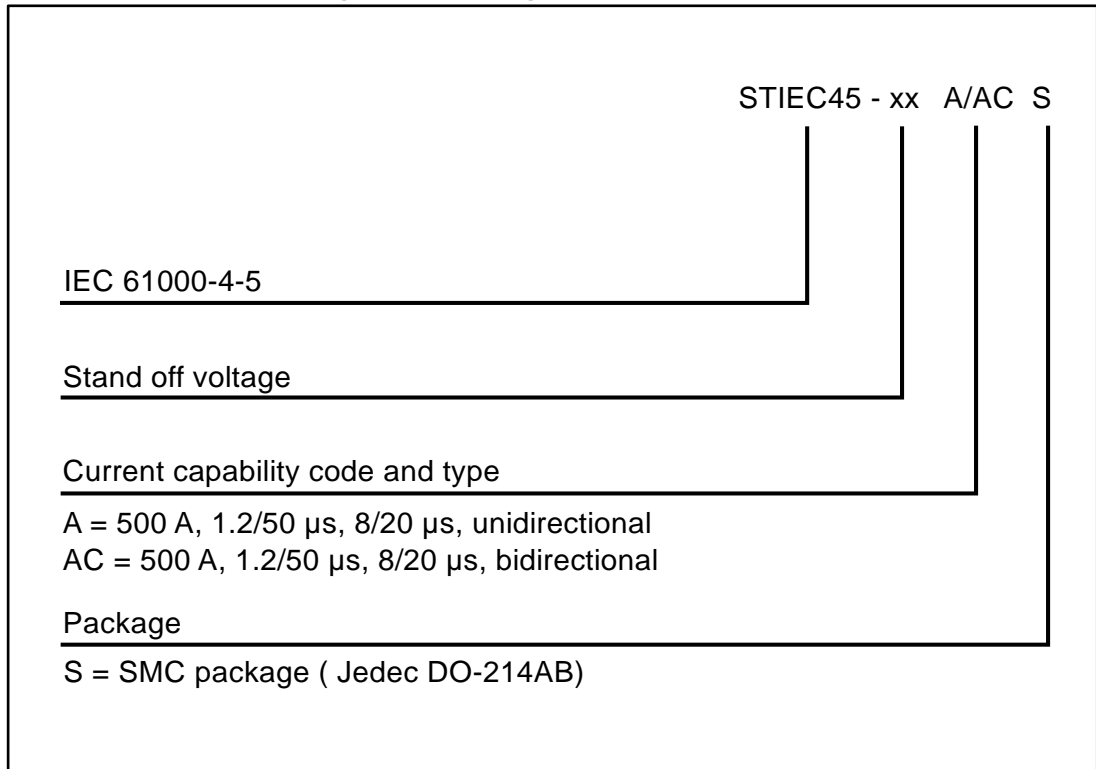 STIEC45 - xx A/AC S
IEC 61000-4-5
Stand off voltage
Current capability code and type
A = 500 A, 1.2/50 µs, 8/20 µs, unidirectional
AC = 500 A, 1.2/50 µs, 8/20 µs, bidirectional
Package
S = SMC package ( Jedec DO-214AB)